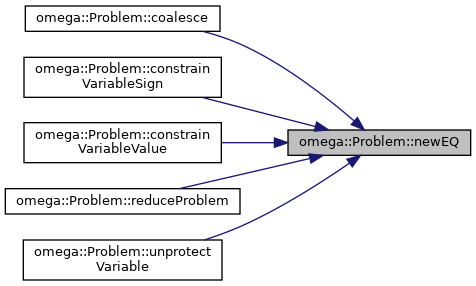 omega::Problem::coalesce
omega::Problem::constrain
VariableSign
omega::Problem::constrain
VariableValue
omega::Problem::newEQ
omega::Problem::reduceProblem
omega::Problem::unprotect
Variable